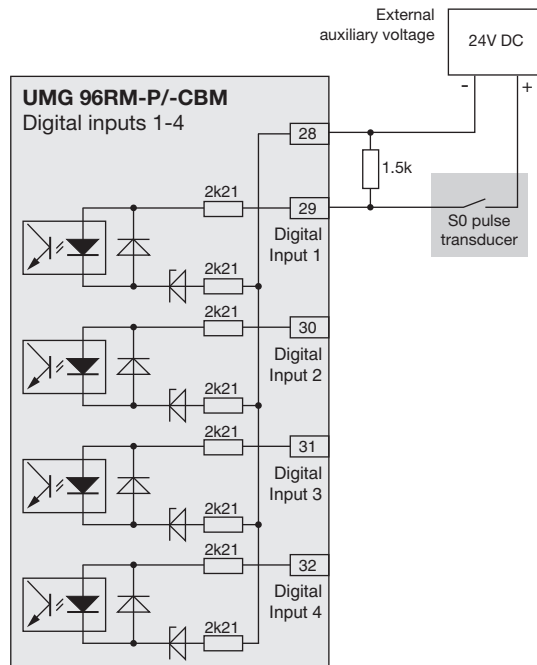 External
auxiliary voltage
24V DC
-
+
UMG 96RM-P/-CBM
Digital inputs 1-4
28
1.5k
2k21
29
S0 pulse
transducer
Digital
Input 1
2k21
2k21
30
Digital
Input 2
2k21
2k21
31
Digital
Input 3
2k21
2k21
32
Digital
Input 4
2k21